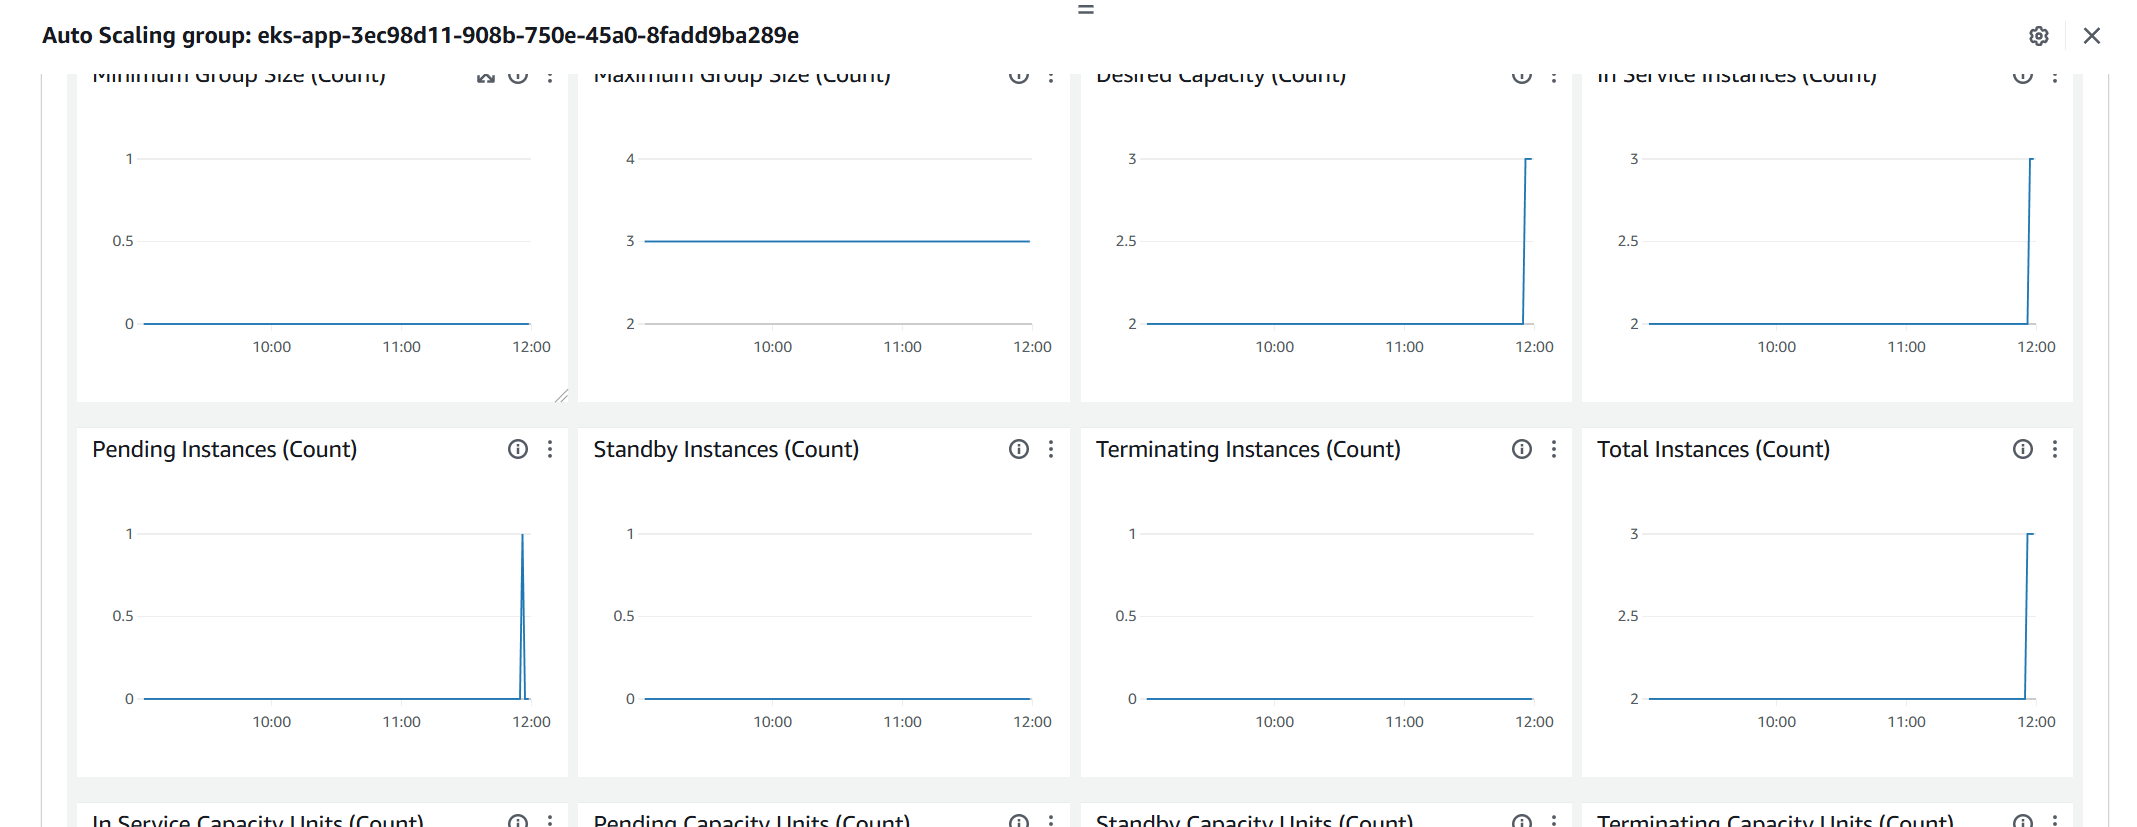 Auto Scaling group: eks-app-3ec98d11-908b-750e-45a0-8fadd9ba289e
Minimum Group Size (Count)
Maximum Group Size (Count)
Desired Capacity (Count)
In Service Instances (Count)
1
0.5
0
10:00 11:00 12:00
4
3
2
10:00 11:00 12:00
3
2.5
2
10:00 11:00 12:00
3
2.5
2
10:00 11:00 12:00
Pending Instances (Count)
1
0.5
0
10:00 11:00 12:00
Standby Instances (Count)
1
0.5
0
10:00 11:00 12:00
Terminating Instances (Count)
1
0.5
0
10:00 11:00 12:00
Total Instances (Count)
3
2.5
2
10:00 11:00 12:00
In Service Capacity Units (Count)
Pending Capacity Units (Count)
Standby Capacity Units (Count)
Terminating Capacity Units (Count)